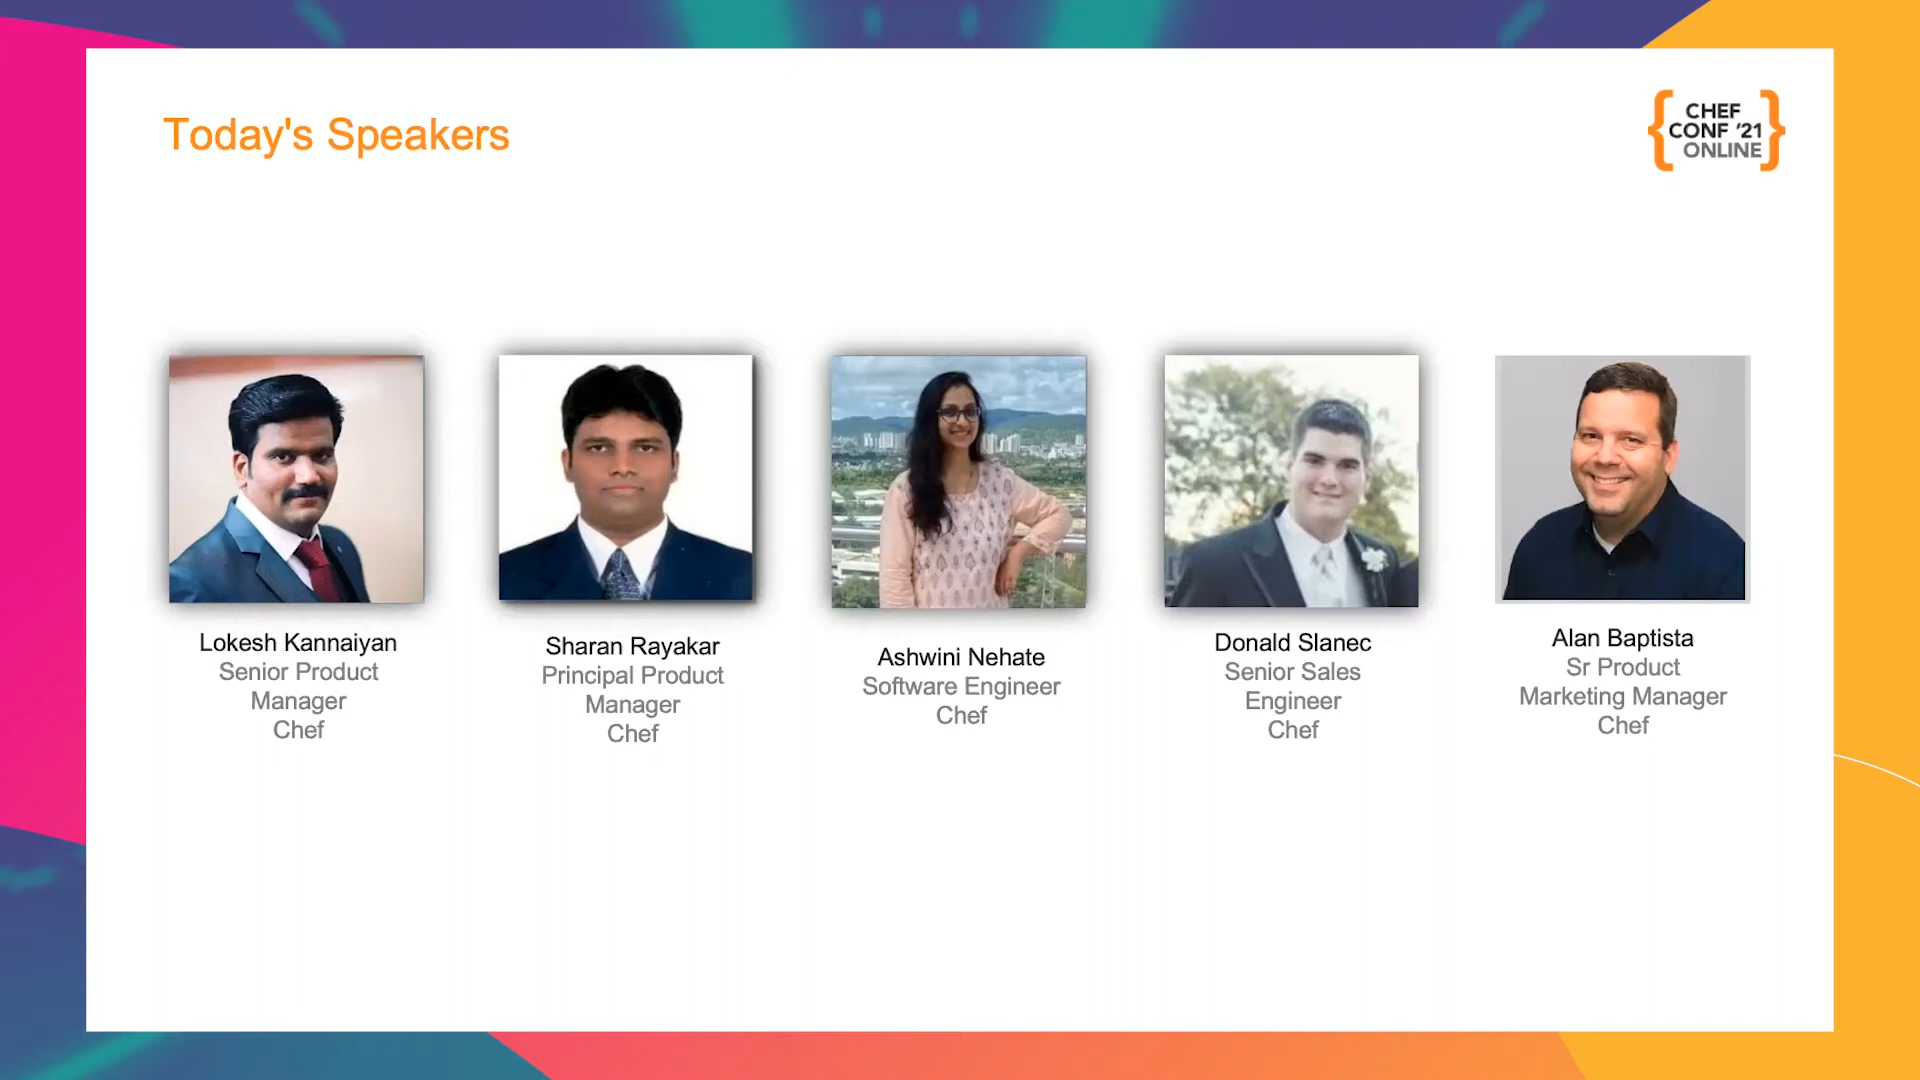 Today's Speakers
CHEF
CONF '21
ONLINE
Lokesh Kannaiyan
Senior Product
Manager
Chef
Sharan Rayakar
Principal Product
Manager
Chef
Ashwini Nehate
Software Engineer
Chef
Donald Slanec
Senior Sales
Engineer
Chef
Alan Baptista
Sr Product
Marketing Manager
Chef